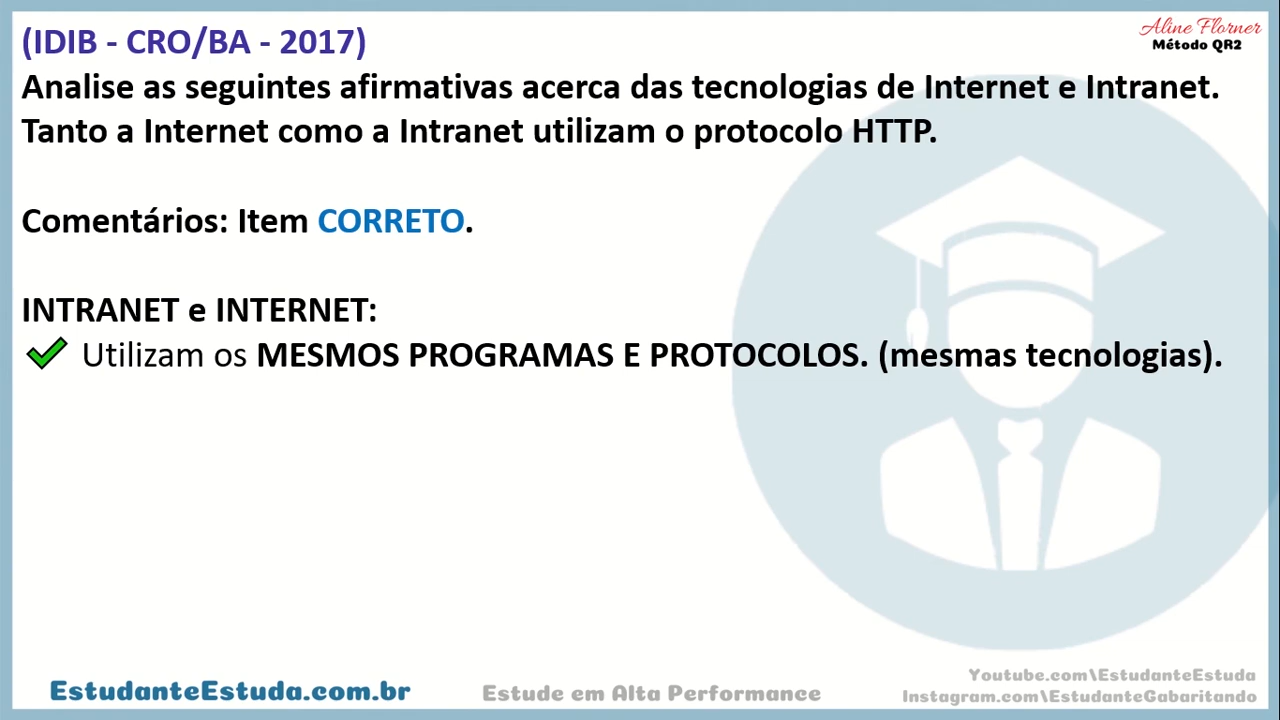 (IDIB - CRO/BA - 2017)
Aline Florner
Método QR2
Analise as seguintes afirmativas acerca das tecnologias de Internet e Intranet.
Tanto a Internet como a Intranet utilizam o protocolo HTTP.
Comentários: Item CORRETO.
INTRANET e INTERNET:
Utilizam os MESMOS PROGRAMAS E PROTOCOLOS. (mesmas tecnologias).
EstudanteEstuda.com.br
Estude em Alta Performance
Youtube.com\EstudanteEstuda
Instagram.com\EstudanteGabaritando